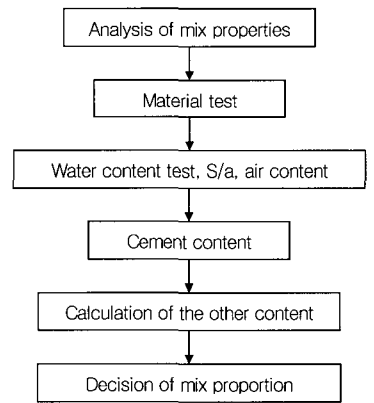 Analysis of mix properties
Material test
Water content test, S/a, air content
Cement content
Calculation of the other content
Decision of mix proportion